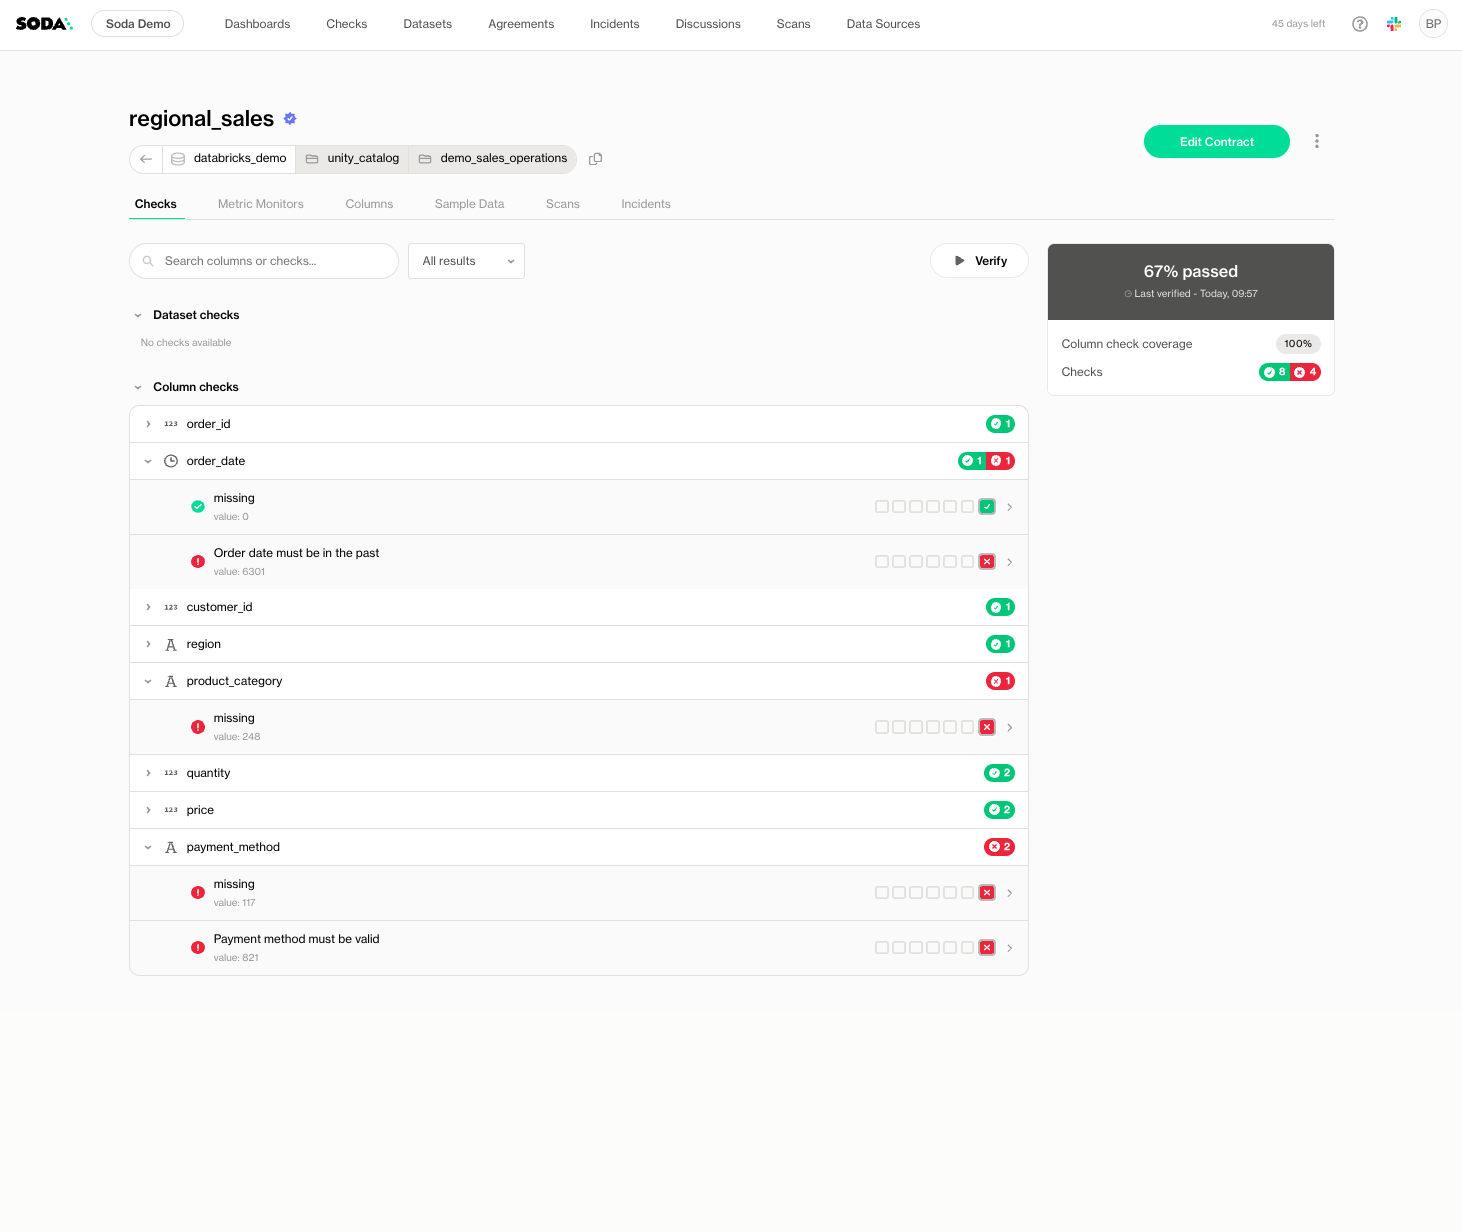 SODA
Soda Demo
Dashboards
Checks
Datasets
Agreements
Incidents
Discussions
Scans
Data Sources
45 days left
BP
regional_sales
databricks_demo
unity_catalog
demo_sales_operations
Edit Contract
Checks
Metric Monitors
Columns
Sample Data
Scans
Incidents
Search columns or checks...
All results
Verify
67% passed
Last verified - Today, 09:57
Column check coverage
100%
Checks
8
4
Dataset checks
No checks available
Column checks
123 order_id
1
order_date
1
1
missing
value: 0
Order date must be in the past
value: 6301
123 customer_id
1
A region
1
A product_category
1
missing
value: 248
123 quantity
2
123 price
2
A payment_method
2
missing
value: 117
Payment method must be valid
value: 821